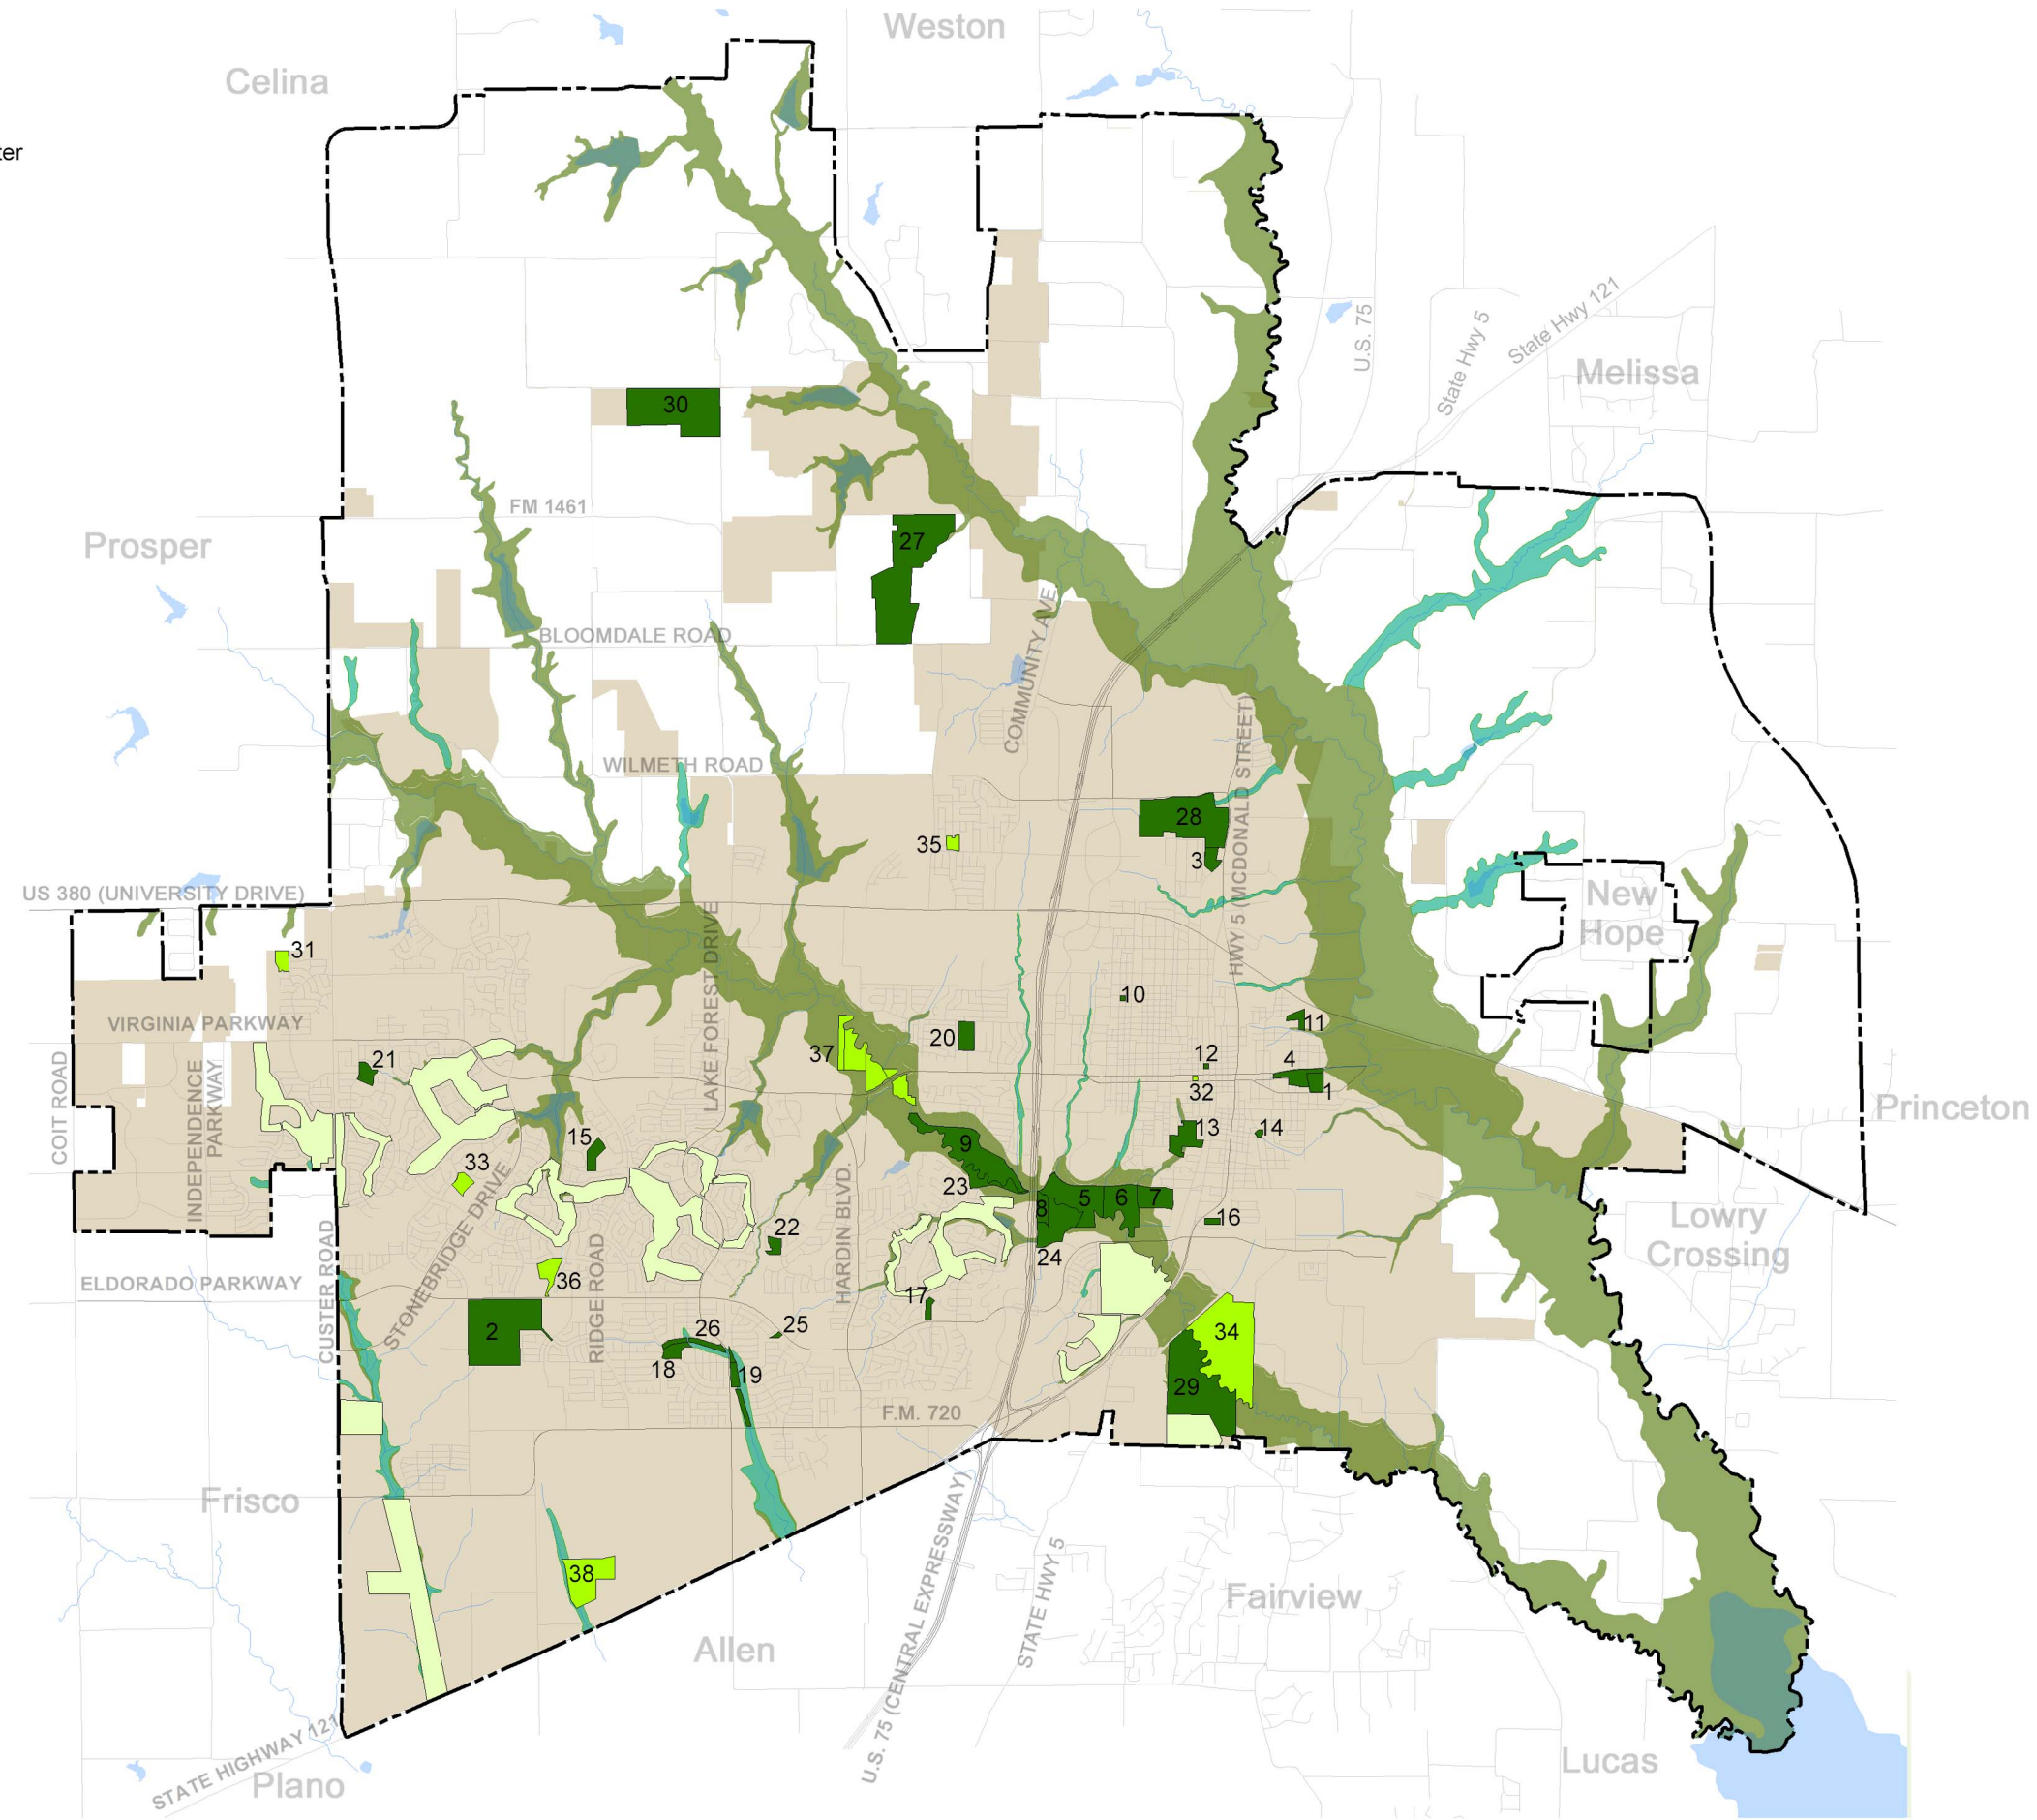 Weston
Celina
ter
U.S. 75
State Hwy 5
State Hwy 121
Melissa
30
FM 1461
27
Prosper
BLOOMDALE ROAD
COMMUNITY AVE
WILMETH ROAD
HWY 5 (MCDONALD STREET)
28
35
3
US 380 (UNIVERSITY DRIVE)
New
Hope
LAKE FOREST DRIVE
31
10
VIRGINIA PARKWAY
11
20
37
21
12
4
32
1
COIT ROAD
INDEPENDENCE
PARKWAY
Princeton
15
9
13
14
33
23
5
6
7
8
16
STONEBRIDGE DRIVE
HARDIN BLVD.
22
24
Lowry
Crossing
CUSTER ROAD
ELDORADO PARKWAY
36
RIDGE ROAD
17
2
26
25
34
18
19
29
F.M. 720
Frisco
U.S. 75 (CENTRAL EXPRESSWAY)
STATE HWY 5
38
Fairview
Allen
STATE HIGHWAY 121
Plano
Lucas